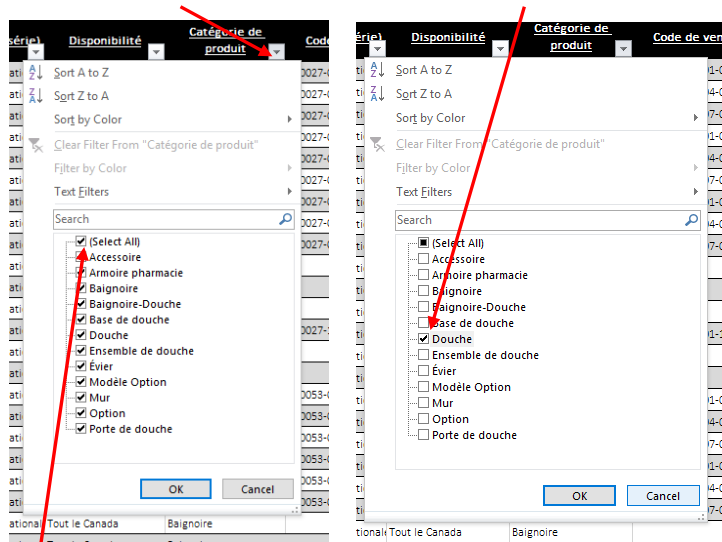 série)
Disponibilité
Catégorie de
produit
Code
Sort A to Z
Sort Z to A
Sort by Color
Clear Filter From "Catégorie de produit"
Filter by Color
Text Filters
Search
(Select All)
Accessoire
Armoire pharmacie
Baignoire
Baignoire-Douche
Base de douche
Douche
Ensemble de douche
Évier
Modèle Option
Mur
Option
Porte de douche
OK Cancel
Tout le Canada Baignoire
série)
Disponibilité
Catégorie de
produit
Code de ven
Sort A to Z
Sort Z to A
Sort by Color
Clear Filter From "Catégorie de produit"
Filter by Color
Text Filters
Search
(Select All)
Accessoire
Armoire pharmacie
Baignoire
Baignoire-Douche
Base de douche
Douche
Ensemble de douche
Évier
Modèle Option
Mur
Option
Porte de douche
OK Cancel
Tout le Canada Baignoire